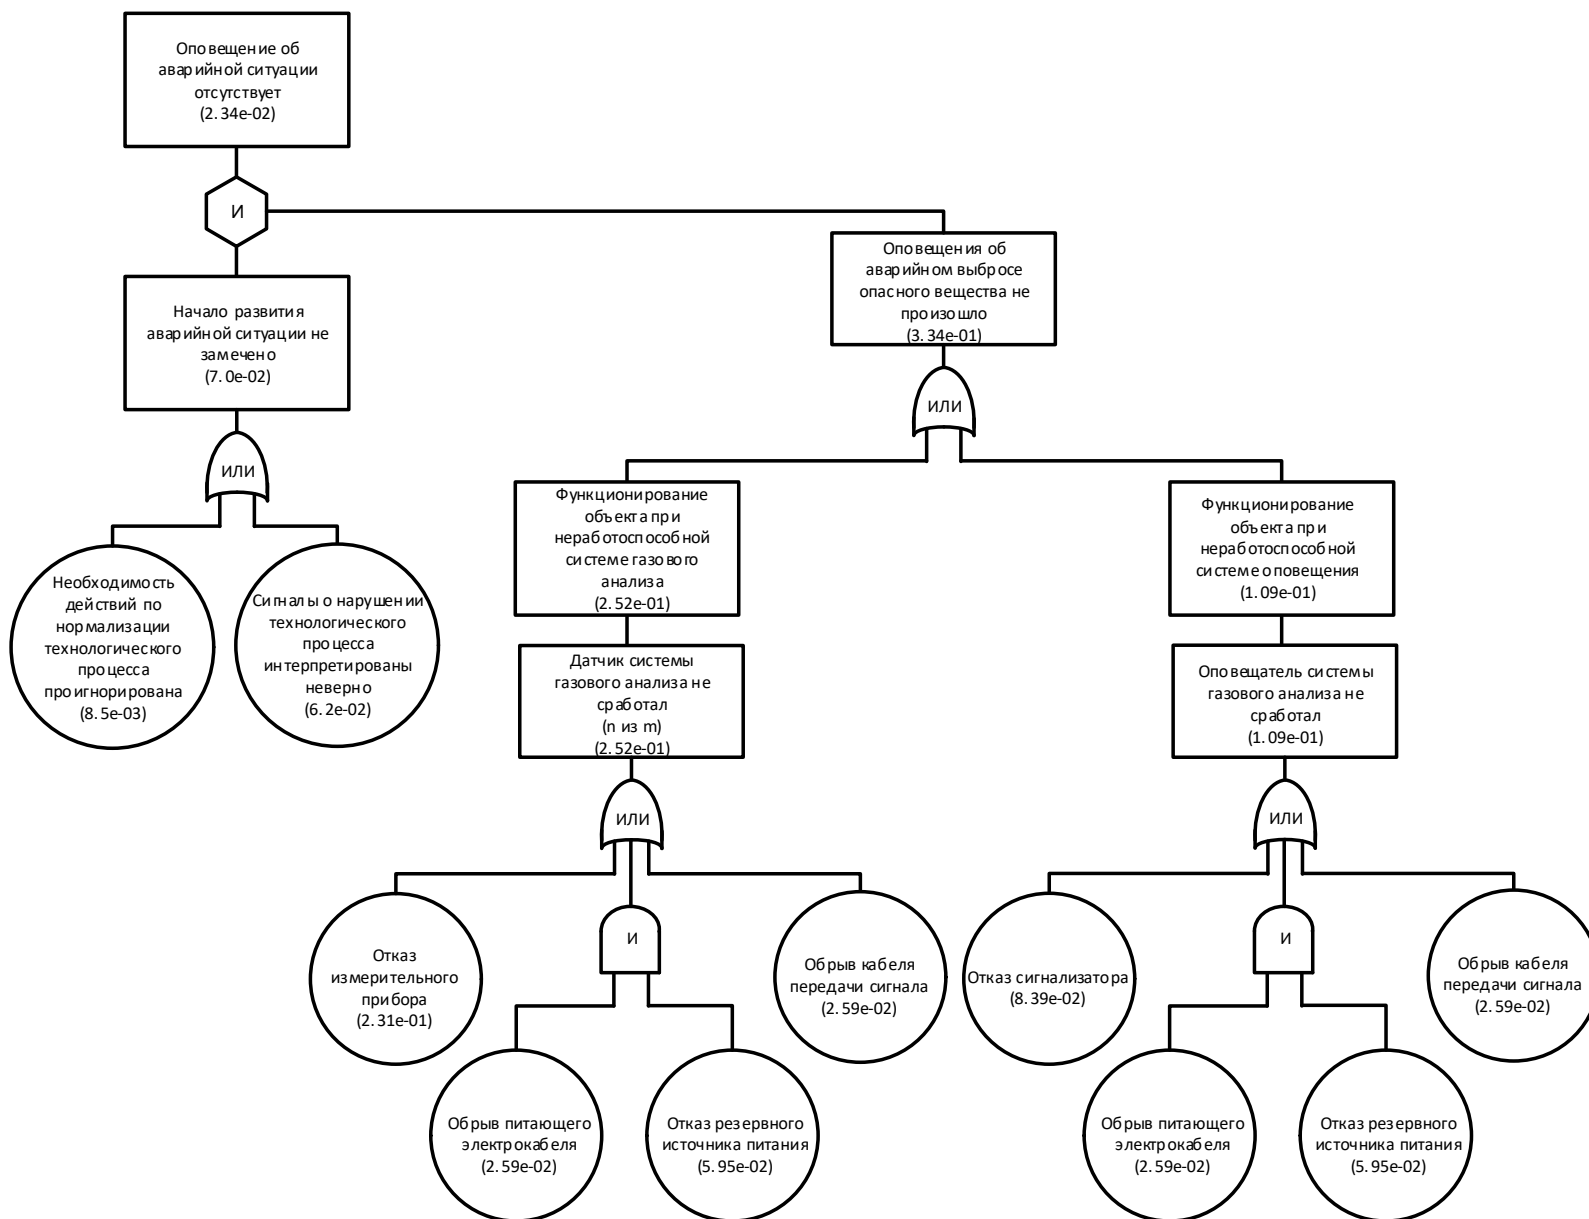 Оповещение об
аварийной ситуации
отсутствует
(2.34e-02)
И
Оповещения об
аварийном выбросе
опасного вещества не
произошло
(3.34e-01)
Начало развития
аварийной ситуации не
замечено
(7.0e-02)
ИЛИ
ИЛИ
Необходимость
действий по
нормализации
технологического
процесса
проигнорирована
(8.5e-03)
Сигналы о нарушении
технологического
процесса
интерпретированы
неверно
(6.2e-02)
Функционирование
объекта при
неработоспособной
системе газового
анализа
(2.52e-01)
Функционирование
объекта при
неработоспособной
системе оповещения
(1.09e-01)
Датчик системы
газового анализа не
сработал
(n из m)
(2.52e-01)
Оповещатель системы
газового анализа не
сработал
(1.09e-01)
ИЛИ
ИЛИ
Отказ
измерительного
прибора
(2.31e-01)
И
Обрыв кабеля
передачи сигнала
(2.59e-02)
Отказ сигнализатора
(8.39e-02)
И
Обрыв кабеля
передачи сигнала
(2.59e-02)
Обрыв питающего
электрокабеля
(2.59e-02)
Отказ резервного
источника питания
(5.95e-02)
Обрыв питающего
электрокабеля
(2.59e-02)
Отказ резервного
источника питания
(5.95e-02)